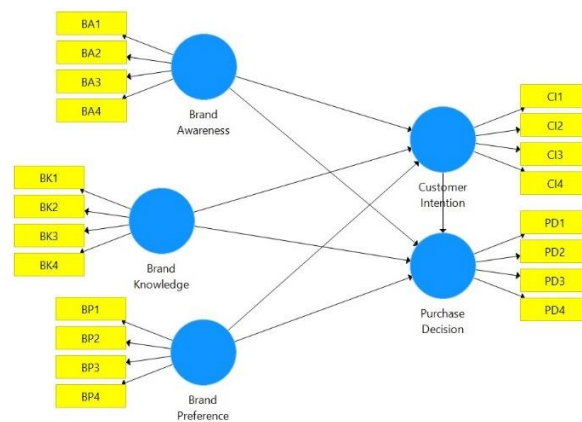 BA1
BA2
BA3
BA4
Brand
Awareness
BK1
BK2
BK3
BK4
Brand
Knowledge
BP1
BP2
BP3
BP4
Brand
Preference
CI1
CI2
CI3
CI4
Customer
Intention
PD1
PD2
PD3
PD4
Purchase
Decision